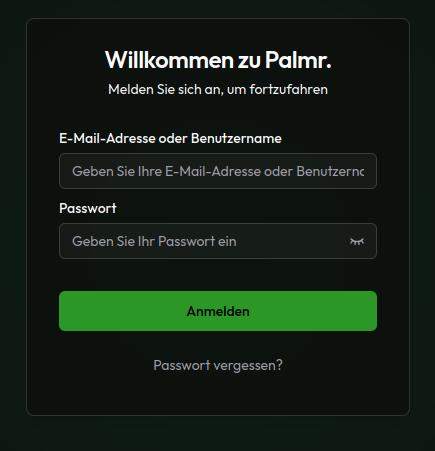 Willkommen zu Palmr.
Melden Sie sich an, um fortzufahren
E-Mail-Adresse oder Benutzername
Geben Sie Ihre E-Mail-Adresse oder Benutzernc
Passwort
Geben Sie Ihr Passwort ein
Anmelden
Passwort vergessen?